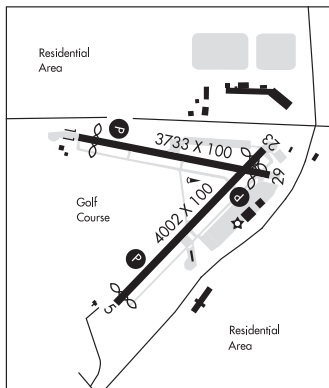 Residential
Area
P
11
3733 X 100
23
29
Golf
Course
4002 X 100
P
P
5
Residential
Area